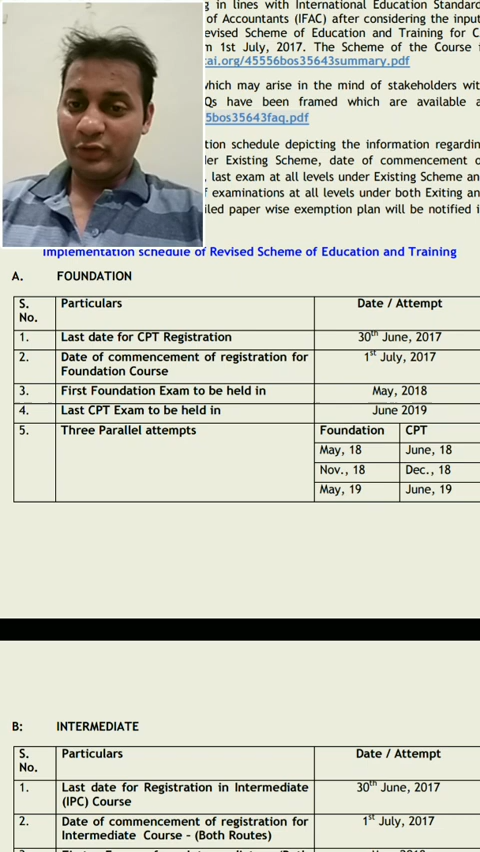 g in lines with International Education Standard
of Accountants (IFAC) after considering the input
evised Scheme of Education and Training for C
m 1st July, 2017. The Scheme of the Course i
cai.org/45556bos35643summary.pdf
which may arise in the mind of stakeholders wit
Qs have been framed which are available a
5bos35643faq.pdf
tion schedule depicting the information regardin
der Existing Scheme, date of commencement o
, last exam at all levels under Existing Scheme an
f examinations at all levels under both Exiting an
iled paper wise exemption plan will be notified i
Implementation schedule of Revised Scheme of Education and Training
A. FOUNDATION
S. No. Particulars Date / Attempt
1. Last date for CPT Registration 30th June, 2017
2. Date of commencement of registration for 1st July, 2017
Foundation Course
3. First Foundation Exam to be held in May, 2018
4. Last CPT Exam to be held in June 2019
5. Three Parallel attempts Foundation CPT
May, 18 June, 18
Nov., 18 Dec., 18
May, 19 June, 19
B: INTERMEDIATE
S. No. Particulars Date / Attempt
1. Last date for Registration in Intermediate 30th June, 2017
(IPC) Course
2. Date of commencement of registration for 1st July, 2017
Intermediate Course - (Both Routes)